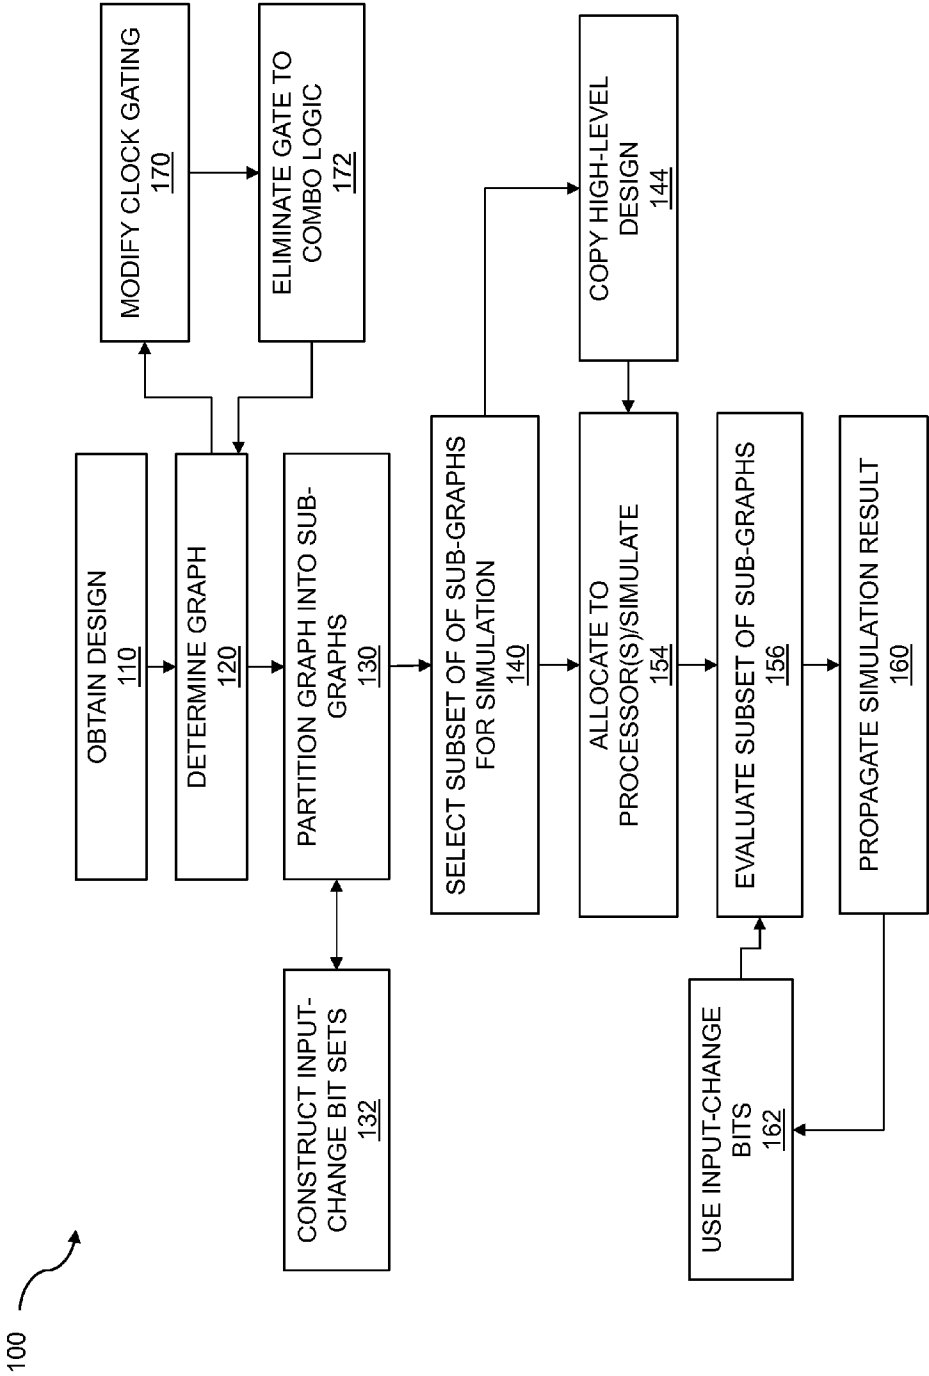 100
OBTAIN DESIGN
110
DETERMINE GRAPH
120
MODIFY CLOCK GATING
170
ELIMINATE GATE TO
COMBO LOGIC
172
PARTITION GRAPH INTO SUB-
GRAPHS
130
CONSTRUCT INPUT-
CHANGE BIT SETS
132
SELECT SUBSET OF OF SUB-GRAPHS
FOR SIMULATION
140
COPY HIGH-LEVEL
DESIGN
144
ALLOCATE TO
PROCESSOR(S)/SIMULATE
154
EVALUATE SUBSET OF SUB-GRAPHS
156
USE INPUT-CHANGE
BITS
162
PROPAGATE SIMULATION RESULT
160